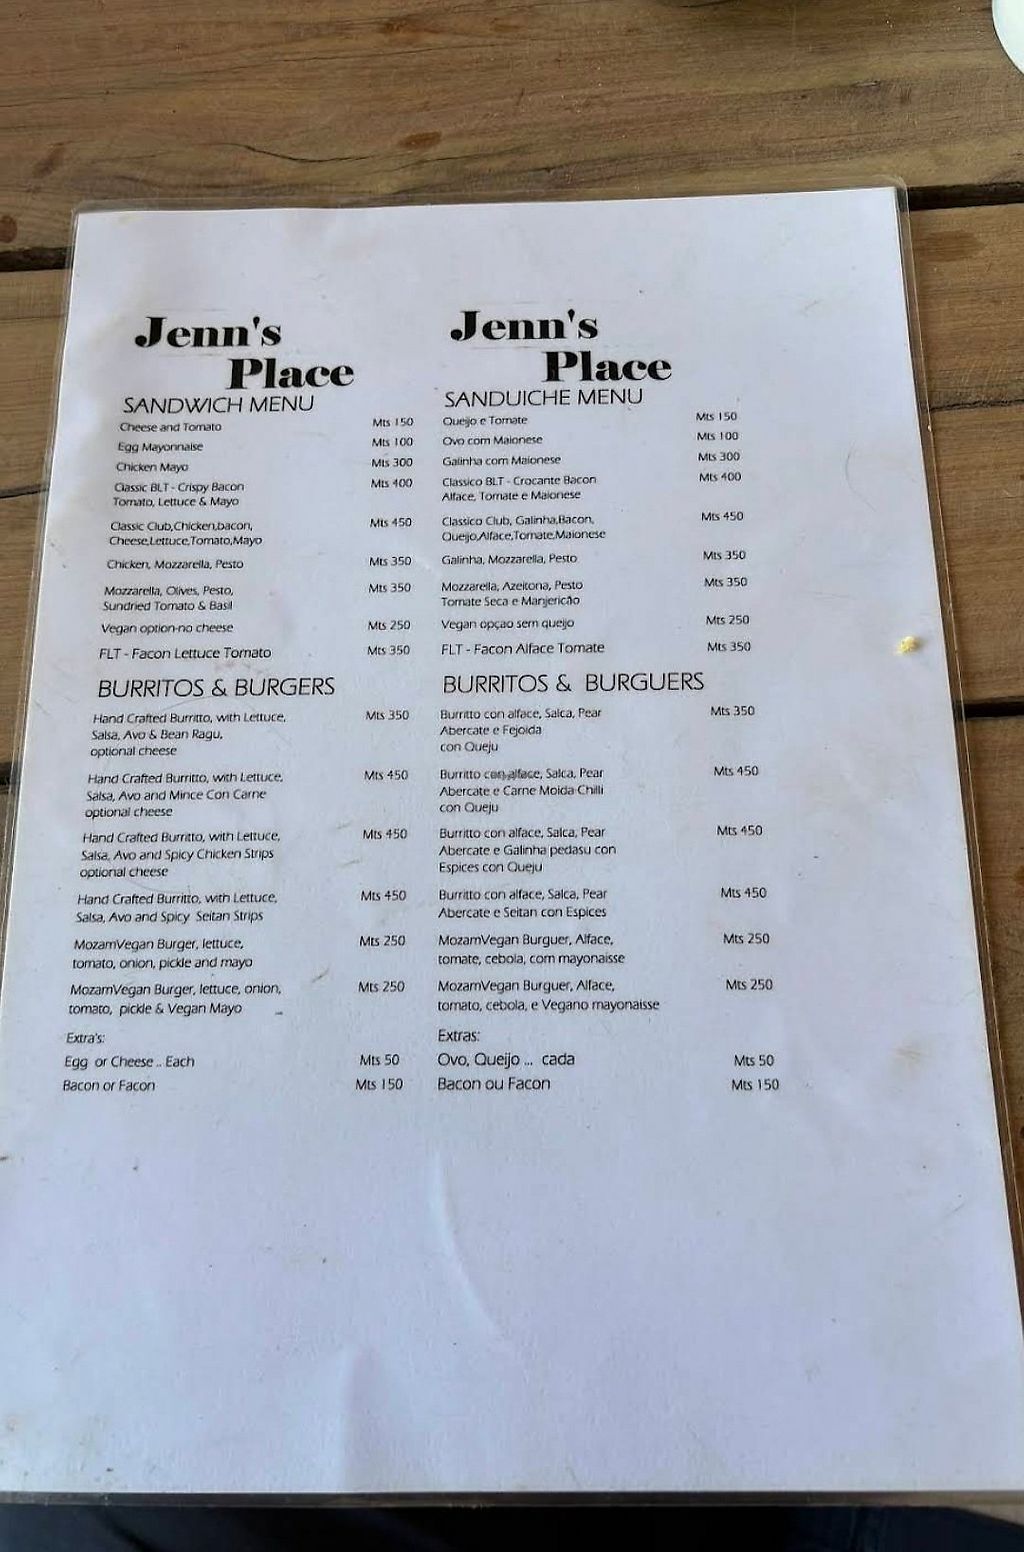 Jenn's
Place
SANDWICH MENU
Cheese and Tomato Mts 150
Egg Mayonnaise Mts 100
Chicken Mayo Mts 300
Classic BLT - Crispy Bacon Mts 400
Tomato, Lettuce & Mayo
Classic Club,Chicken,bacon, Mts 450
Cheese,Lettuce,Tomato,Mayo
Chicken, Mozzarella, Pesto Mts 350
Mozzarella, Olives, Pesto, Mts 350
Sundried Tomato & Basil
Vegan option-no cheese Mts 250
FLT - Facon Lettuce Tomato Mts 350
BURRITOS & BURGERS
Hand Crafted Burritto, with Lettuce, Mts 350
Salsa, Avo & Bean Ragu,
optional cheese
Hand Crafted Burritto, with Lettuce, Mts 450
Salsa, Avo and Mince Con Carne
optional cheese
Hand Crafted Burritto, with Lettuce, Mts 450
Salsa, Avo and Spicy Chicken Strips
optional cheese
Hand Crafted Burritto, with Lettuce, Mts 450
Salsa, Avo and Spicy Seitan Strips
MozamVegan Burger, lettuce, Mts 250
tomato, onion, pickle and mayo
MozamVegan Burger, lettuce, onion, Mts 250
tomato, pickle & Vegan Mayo
Extra's:
Egg or Cheese .. Each Mts 50
Bacon or Facon Mts 150
Jenn's
Place
SANDUICHE MENU
Queijo e Tomate Mts 150
Ovo com Maionese Mts 100
Galinha com Maionese Mts 300
Classico BLT - Crocante Bacon Mts 400
Alface, Tomate e Maionese
Classico Club, Galinha,Bacon, Mts 450
Queijo,Alface,Tomate,Maionese
Galinha, Mozzarella, Pesto Mts 350
Mozzarella, Azeitona, Pesto Mts 350
Tomate Seca e Manjericão
Vegan opçao sem queijo Mts 250
FLT - Facon Alface Tomate Mts 350
BURRITOS & BURGUERS
Burritto con alface, Salca, Pear Mts 350
Abercate e Fejoida
con Queju
Burritto con alface, Salca, Pear Mts 450
Abercate e Carne Moida Chilli
con Queju
Burritto con alface, Salca, Pear Mts 450
Abercate e Galinha pedasu con
Espices con Queju
Burritto con alface, Salca, Pear Mts 450
Abercate e Seitan con Espices
MozamVegan Burguer, Alface, Mts 250
tomate, cebola, com mayonaisse
MozamVegan Burguer, Alface, Mts 250
tomato, cebola, e Vegano mayonaisse
Extras:
Ovo, Queijo ... cada Mts 50
Bacon ou Facon Mts 150